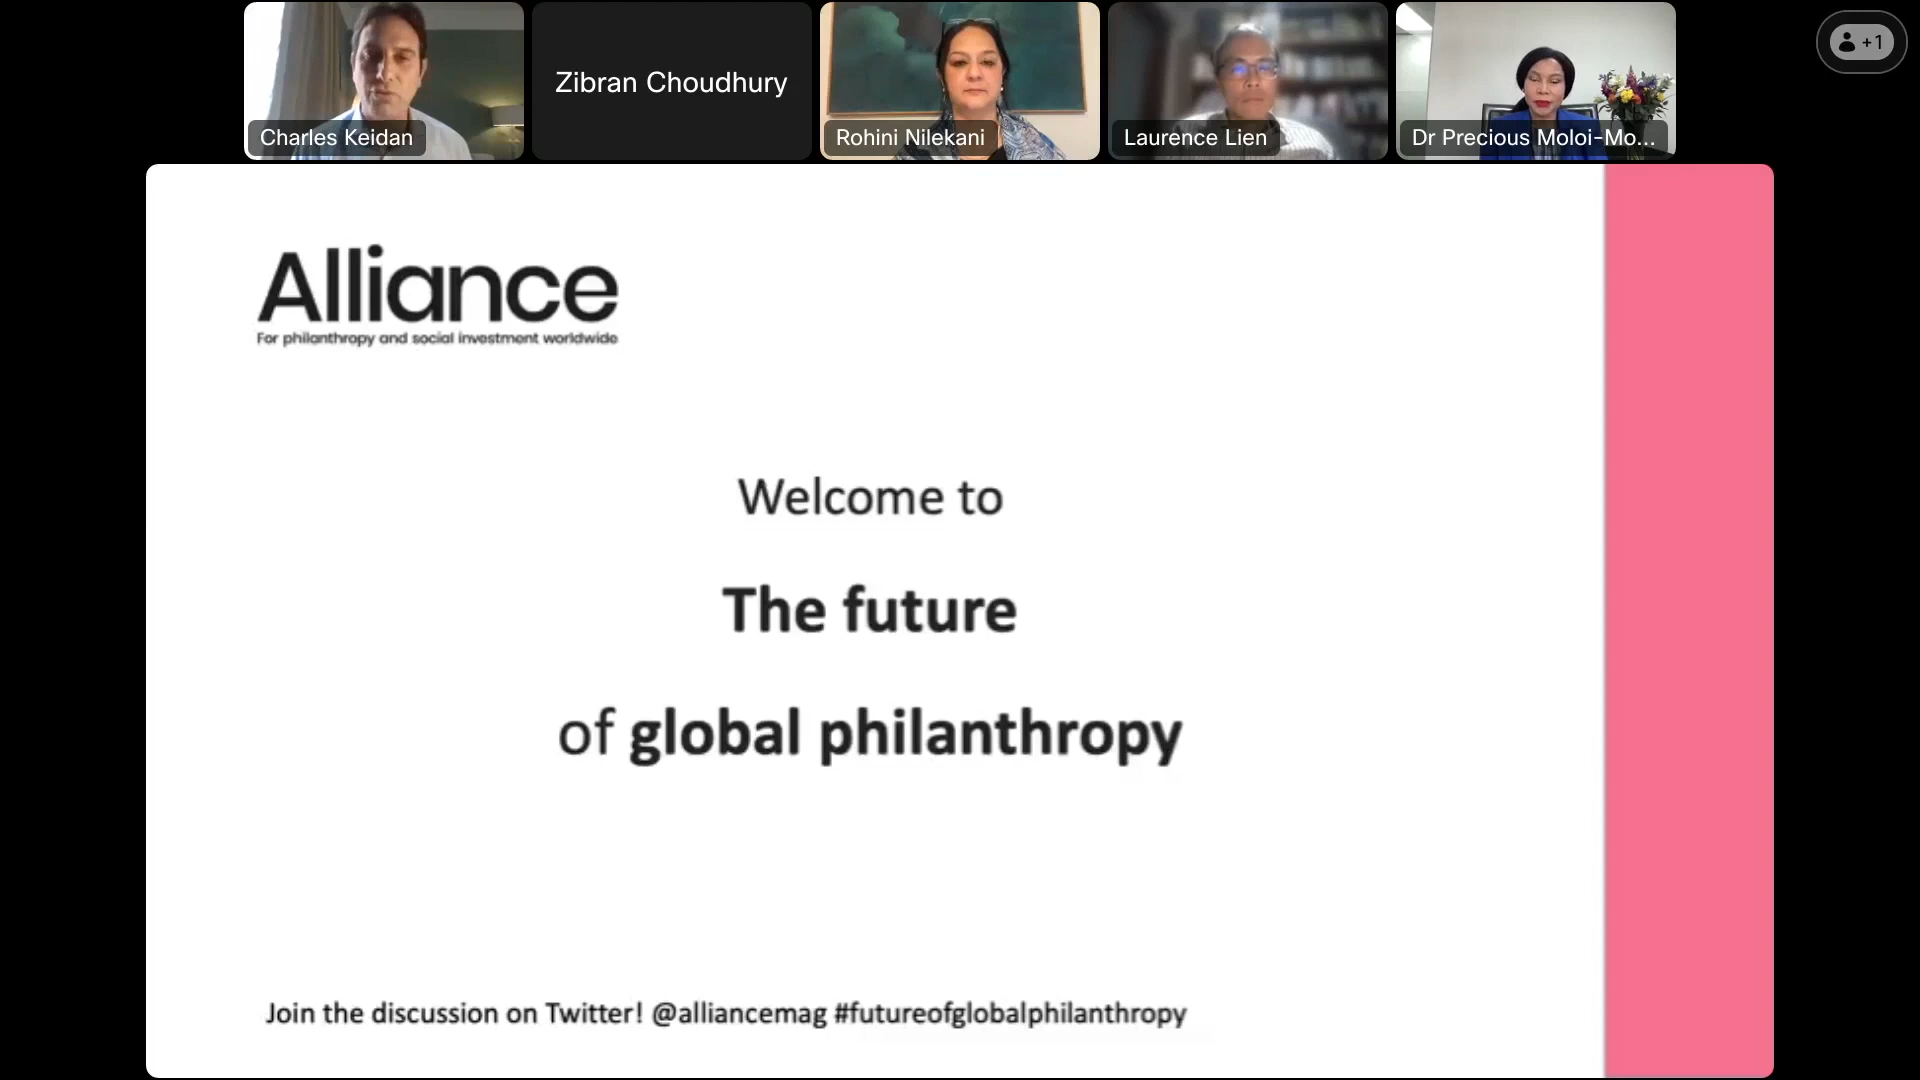 Charles Keidan
Zibran Choudhury
Rohini Nilekani
Laurence Lien
Dr Precious Moloi-Mo...
+1
Alliance
For philanthropy and social investment worldwide
Welcome to
The future
of global philanthropy
Join the discussion on Twitter! @alliancemag #futureofglobalphilanthropy